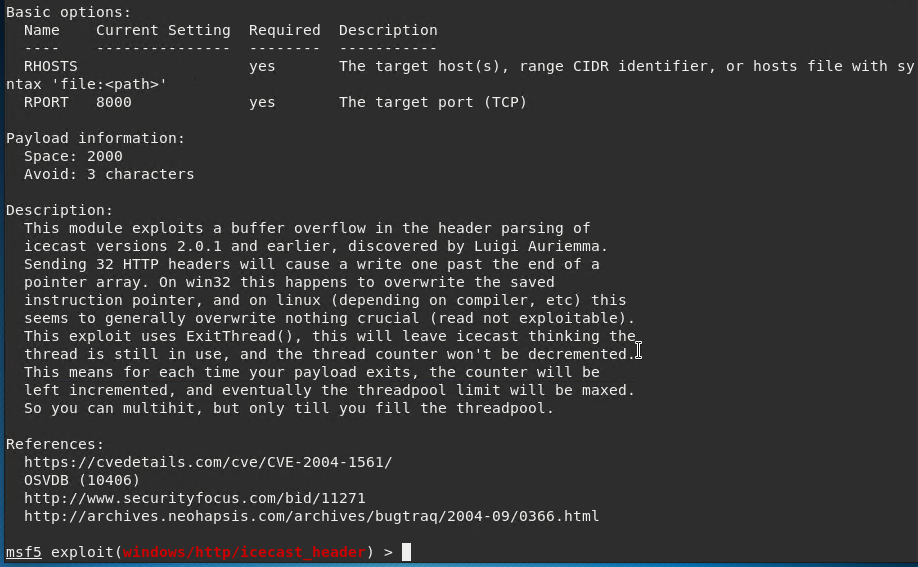 Basic options:
  Name    Current Setting  Required  Description
  ----    ---------------  --------  -----------
  RHOSTS                   yes       The target host(s), range CIDR identifier, or hosts file with sy
ntax 'file:<path>'
  RPORT   8000             yes       The target port (TCP)

Payload information:
  Space: 2000
  Avoid: 3 characters

Description:
  This module exploits a buffer overflow in the header parsing of
  icecast versions 2.0.1 and earlier, discovered by Luigi Auriemma.
  Sending 32 HTTP headers will cause a write one past the end of a
  pointer array. On win32 this happens to overwrite the saved
  instruction pointer, and on linux (depending on compiler, etc) this
  seems to generally overwrite nothing crucial (read not exploitable).
  This exploit uses ExitThread(), this will leave icecast thinking the
  thread is still in use, and the thread counter won't be decremented.
  This means for each time your payload exits, the counter will be
  left incremented, and eventually the threadpool limit will be maxed.
  So you can multihit, but only till you fill the threadpool.

References:
  https://cvedetails.com/cve/CVE-2004-1561/
  OSVDB (10406)
  http://www.securityfocus.com/bid/11271
  http://archives.neohapsis.com/archives/bugtraq/2004-09/0366.html

msf5 exploit(windows/http/icecast_header) >